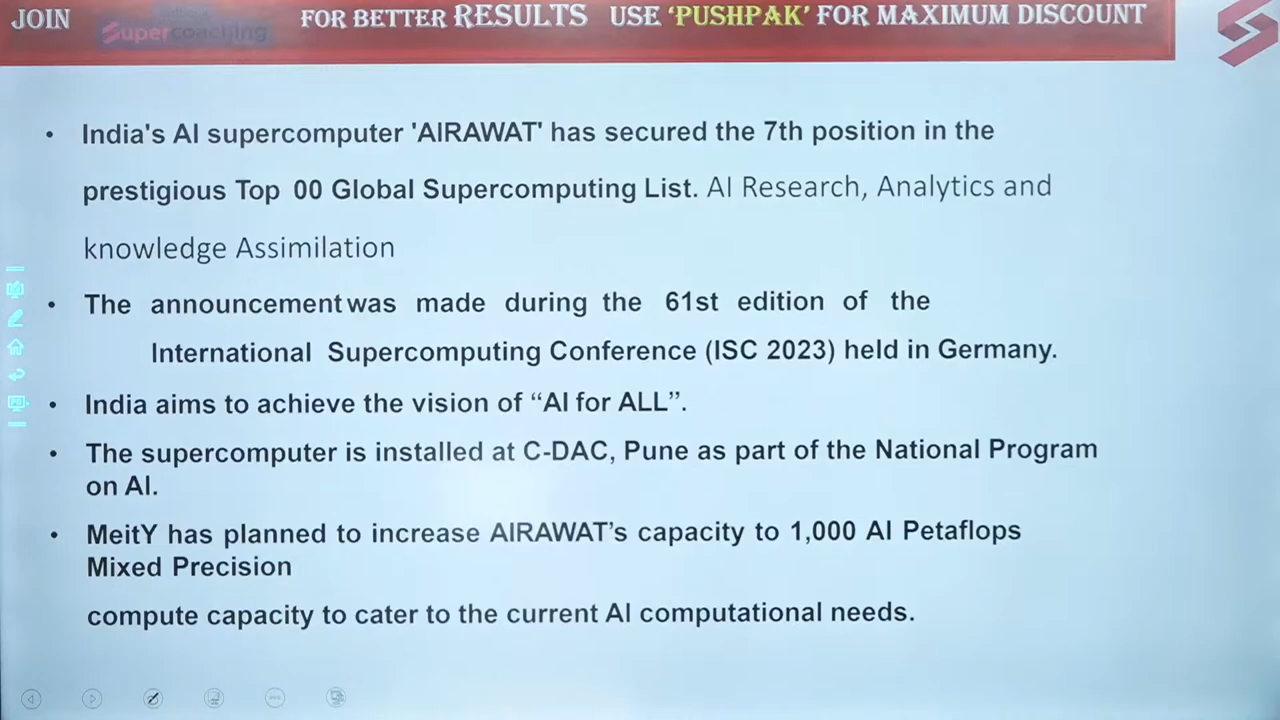 JOIN Supercoaching FOR BETTER RESULTS USE ‘PUSHPAK’ FOR MAXIMUM DISCOUNT
• India's AI supercomputer 'AIRAWAT' has secured the 7th position in the
prestigious Top 00 Global Supercomputing List. AI Research, Analytics and
knowledge Assimilation
• The announcement was made during the 61st edition of the
International Supercomputing Conference (ISC 2023) held in Germany.
• India aims to achieve the vision of “AI for ALL”.
• The supercomputer is installed at C-DAC, Pune as part of the National Program
on AI.
• MeitY has planned to increase AIRAWAT’s capacity to 1,000 AI Petaflops
Mixed Precision
compute capacity to cater to the current AI computational needs.